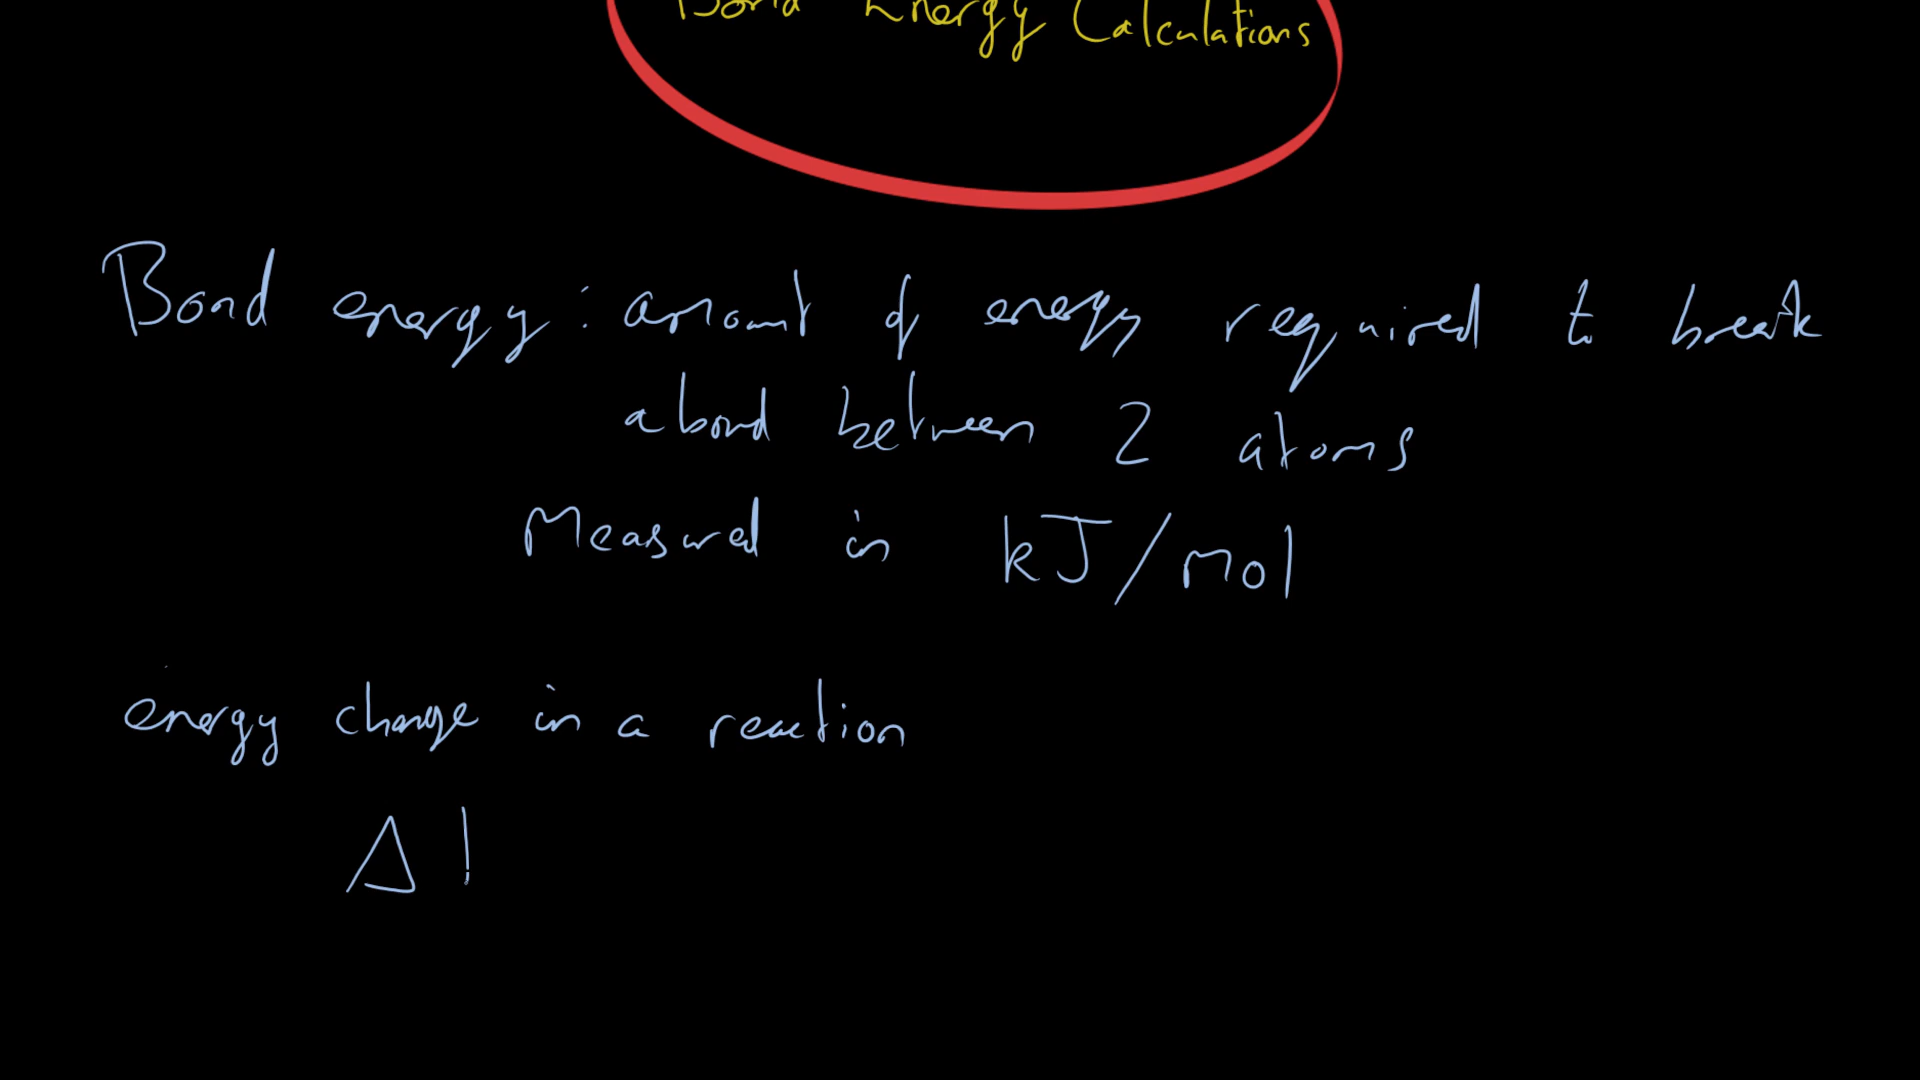 Bond Energy Calculations
Bond energy: amount of energy required to break
a bond between 2 atoms
Measured in kJ/mol
energy change in a reaction
Δ